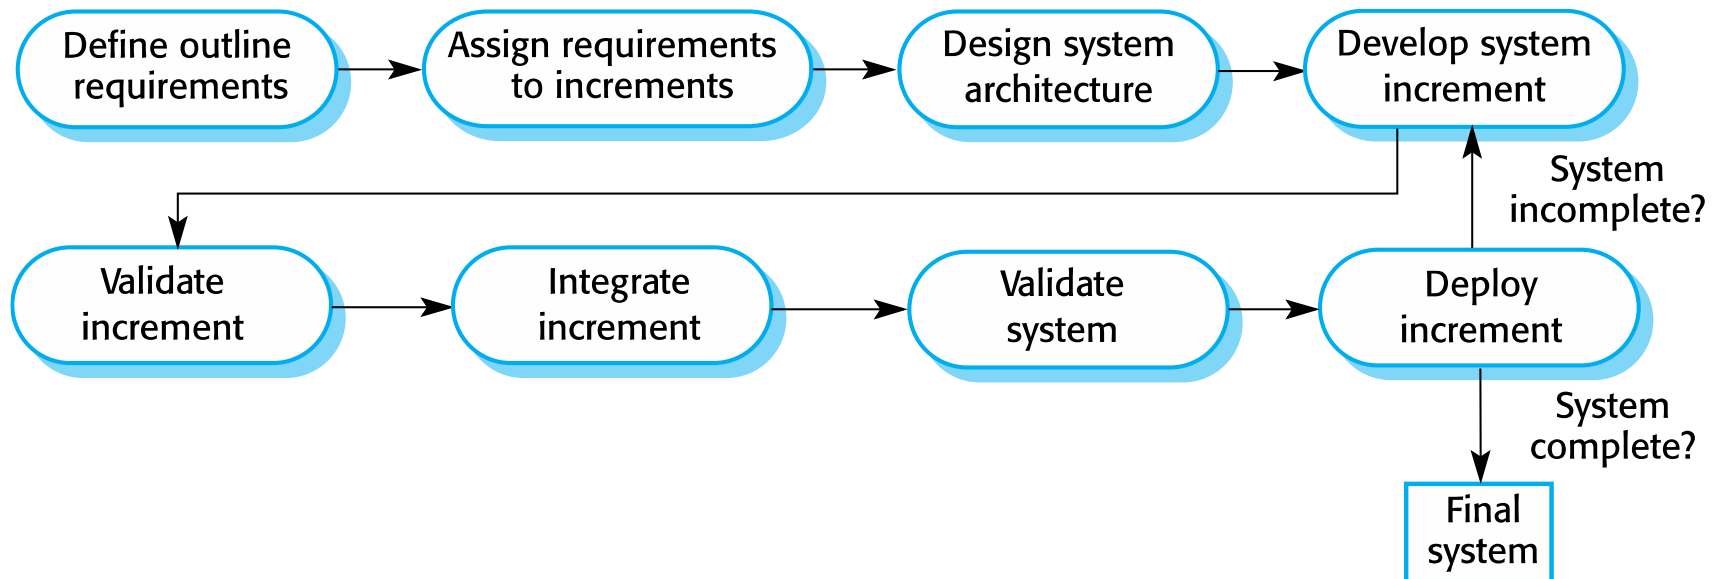 Define outline
requirements
Assign requirements
to increments
Design system
architecture
Develop system
increment
System
incomplete?
Validate
increment
Integrate
increment
Validate
system
Deploy
increment
System
complete?
Final
system